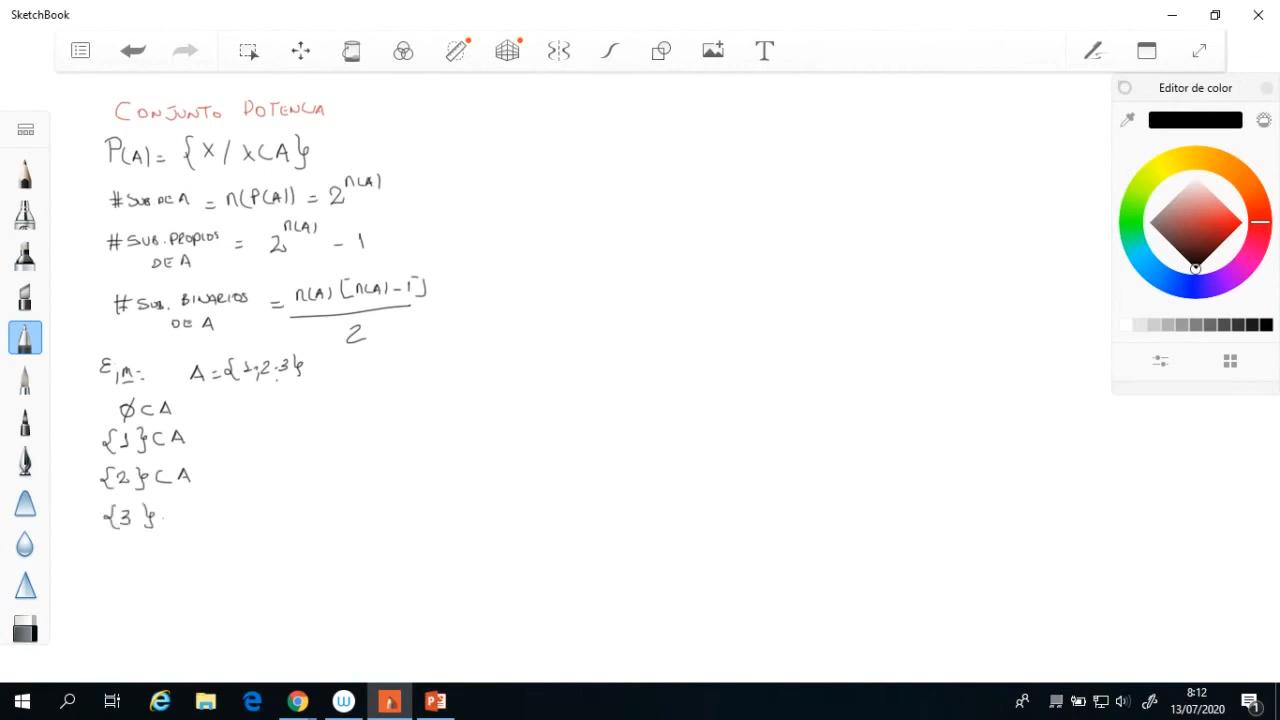 SketchBook
Editor de color
CONJUNTO POTENCIA
P(A) = {X / X⊂A}
# SUB DE A = n(P(A)) = 2^n(A)
# SUB. PROPIOS DE A = 2^n(A) - 1
# SUB. BINARIOS DE A = n(A) [n(A) - 1] / 2
Ejm: A = {1,2,3}
∅ ⊂ A
{1} ⊂ A
{2} ⊂ A
{3}
8:12
13/07/2020